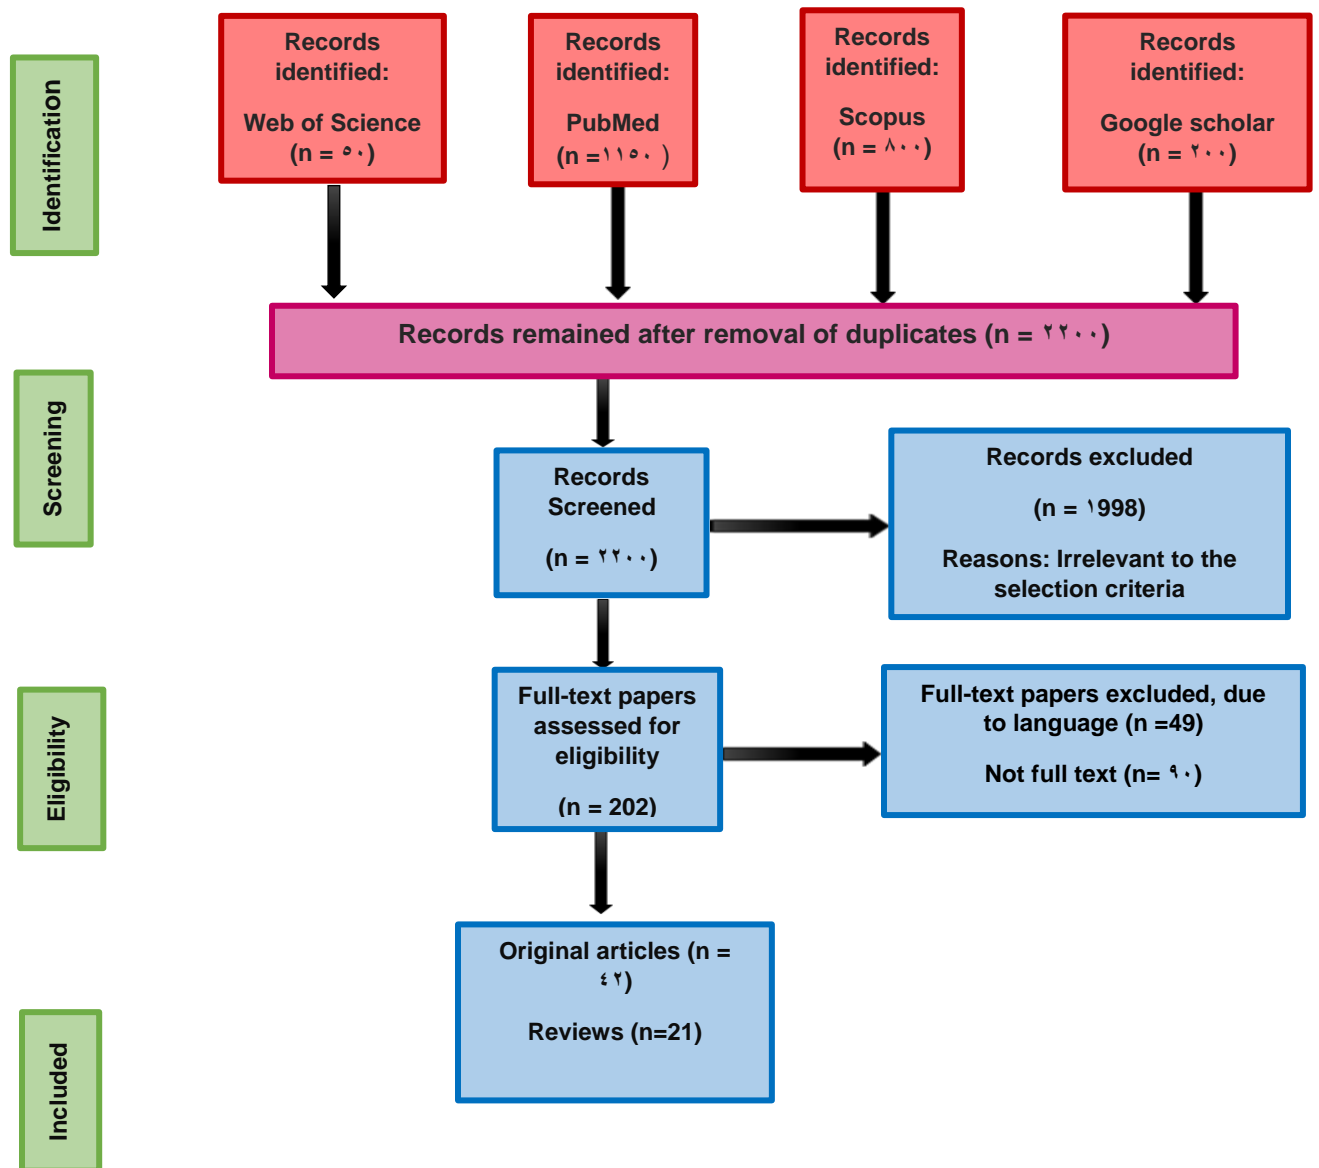 Identification
Records
identified:
Web of Science
(n = ٥٠)
Records
identified:
PubMed
(n =١١٥٠ )
Records
identified:
Scopus
(n = ٨٠٠)
Records
identified:
Google scholar
(n = ٢٠٠)
Records remained after removal of duplicates (n = ٢٢٠٠)
Screening
Records
Screened
(n = ٢٢٠٠)
Records excluded
(n = ١998)
Reasons: Irrelevant to the
selection criteria
Eligibility
Full-text papers
assessed for
eligibility
(n = 202)
Full-text papers excluded, due
to language (n =49)
Not full text (n= ٩٠)
Included
Original articles (n =
٤٢)
Reviews (n=21)